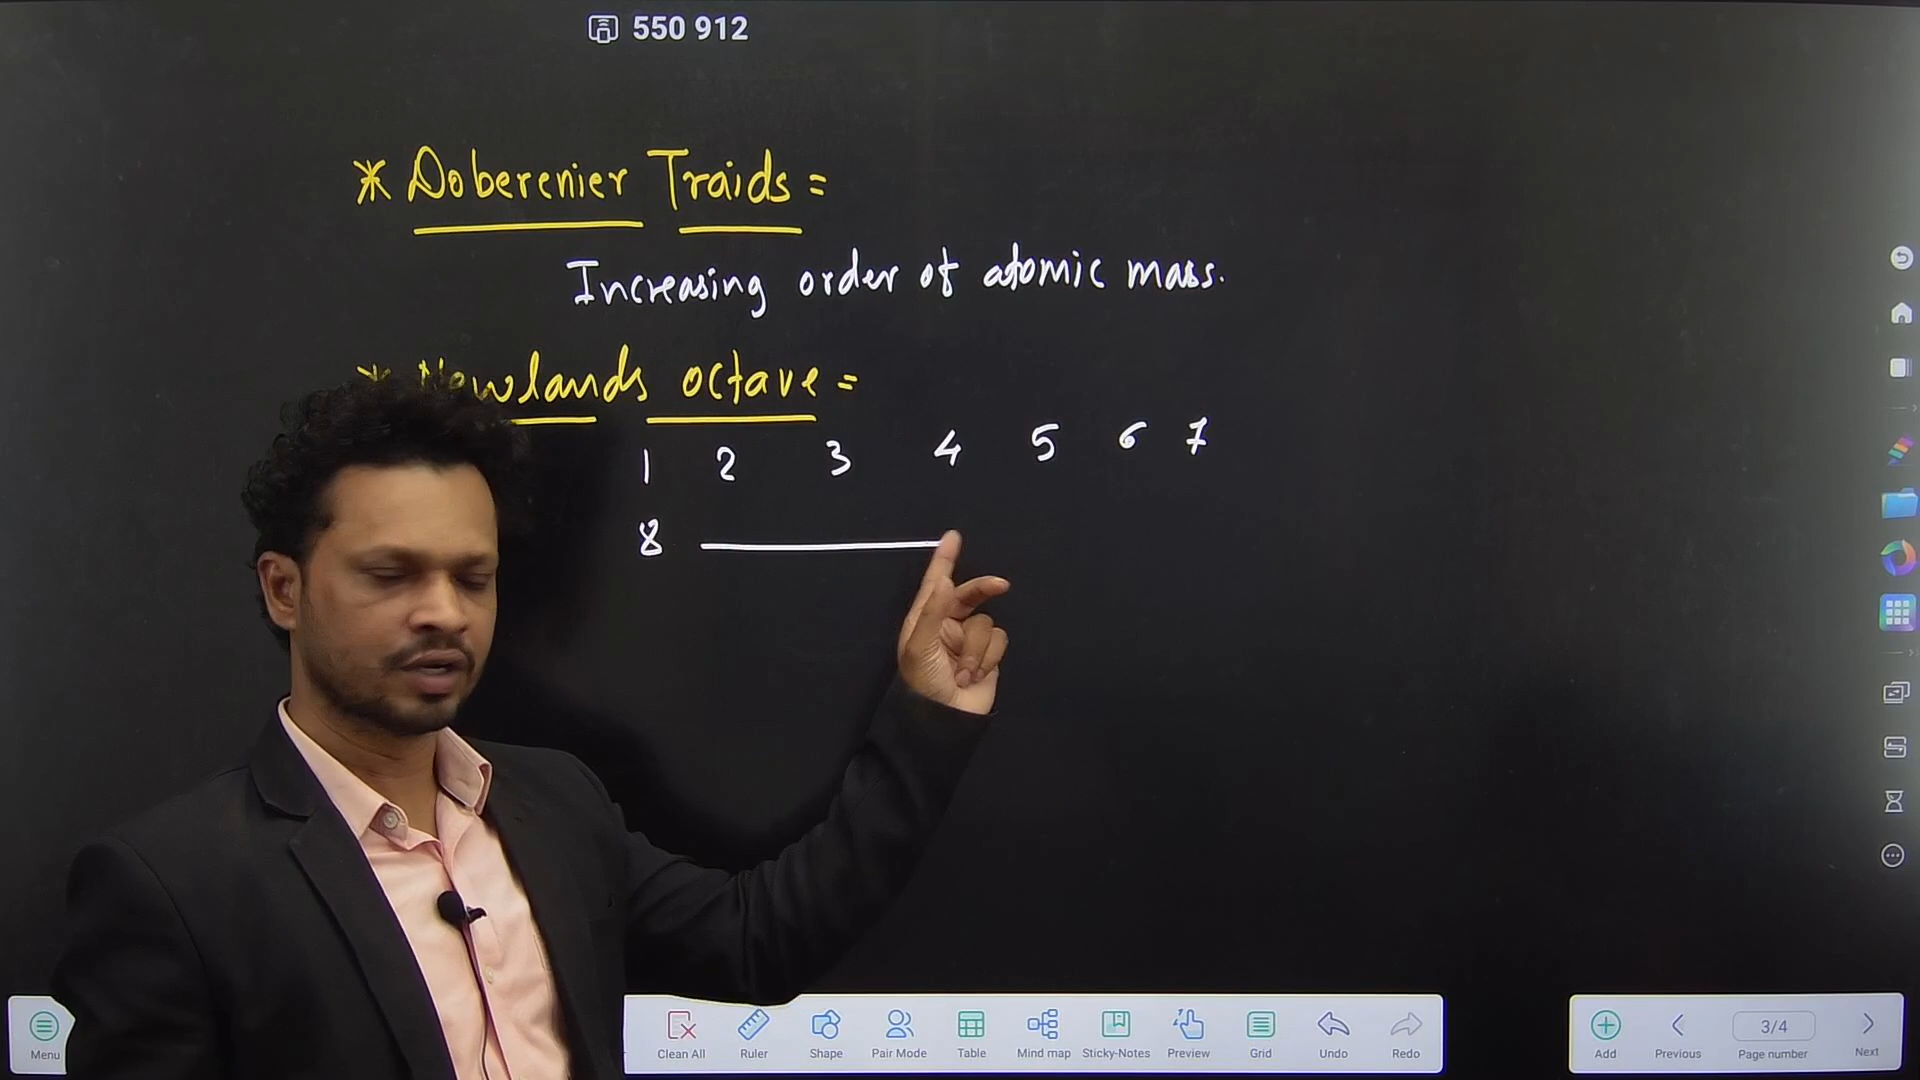 550 912
* Doberenier Traids =
Increasing order of atomic mass.
* Newlands octave =
1 2 3 4 5 6 7
8
Menu
Clean All Ruler Shape Pair Mode Table Mind map Sticky-Notes Preview Grid Undo Redo
3/4
Add Previous Page number Next